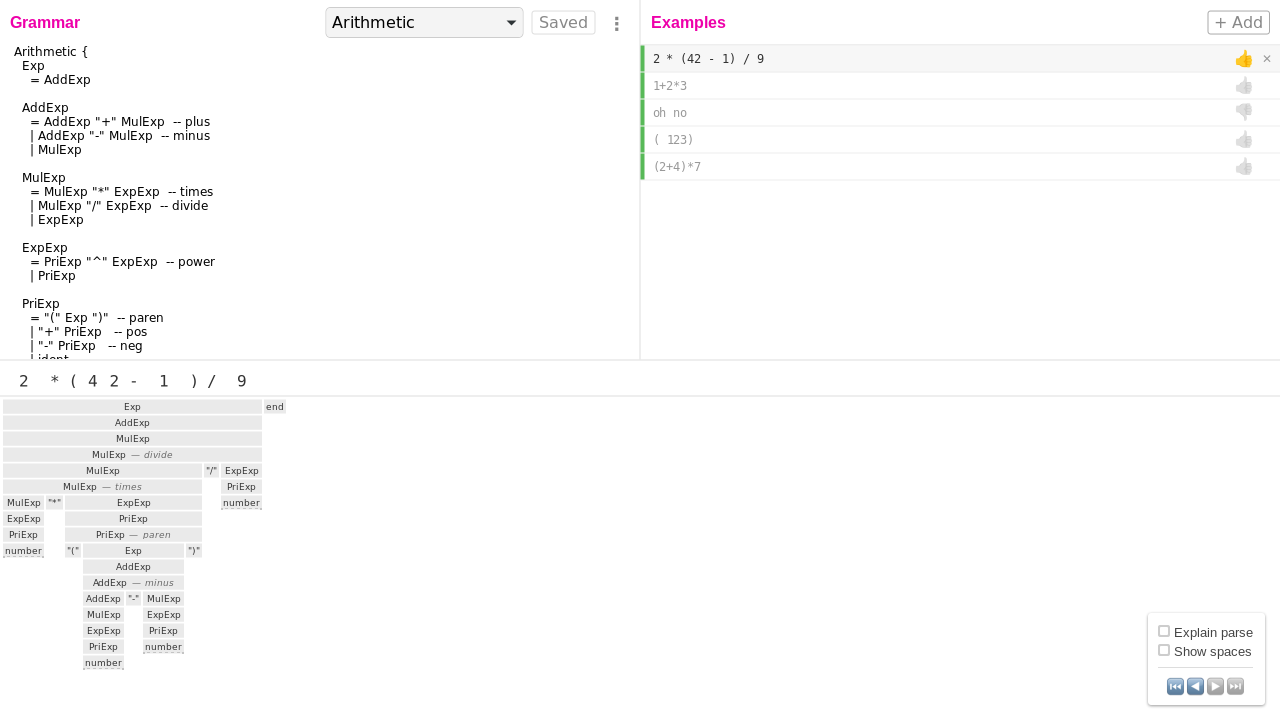 Grammar
Arithmetic
Saved
Examples
+ Add
Arithmetic {
Exp
= AddExp
AddExp
= AddExp "+" MulExp  -- plus
| AddExp "-" MulExp  -- minus
| MulExp
MulExp
= MulExp "*" ExpExp  -- times
| MulExp "/" ExpExp  -- divide
| ExpExp
ExpExp
= PriExp "^" ExpExp  -- power
| PriExp
PriExp
= "(" Exp ")"  -- paren
| "+" PriExp   -- pos
| "-" PriExp   -- neg
| ident
2 * (42 - 1) / 9
1+2*3
oh no
( 123)
(2+4)*7
2 * ( 4 2 - 1 ) / 9
Exp end
AddExp
MulExp
MulExp — divide
MulExp "/" ExpExp
MulExp — times PriExp
MulExp "*" ExpExp number
ExpExp PriExp
PriExp PriExp — paren
number "(" Exp ")"
AddExp
AddExp — minus
AddExp "-" MulExp
MulExp ExpExp
ExpExp PriExp
PriExp number
number
Explain parse
Show spaces